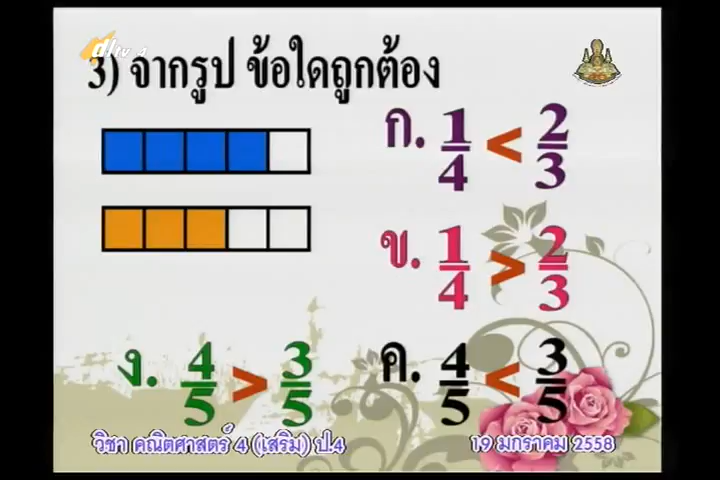 dltv 4
3) จากรูป ข้อใดถูกต้อง
ก. 1/4 < 2/3
ข. 1/4 > 2/3
ง. 4/5 > 3/5
ค. 4/5 < 3/5
วิชา คณิตศาสตร์ 4 (เสริม) ป.4
19 มกราคม 2558